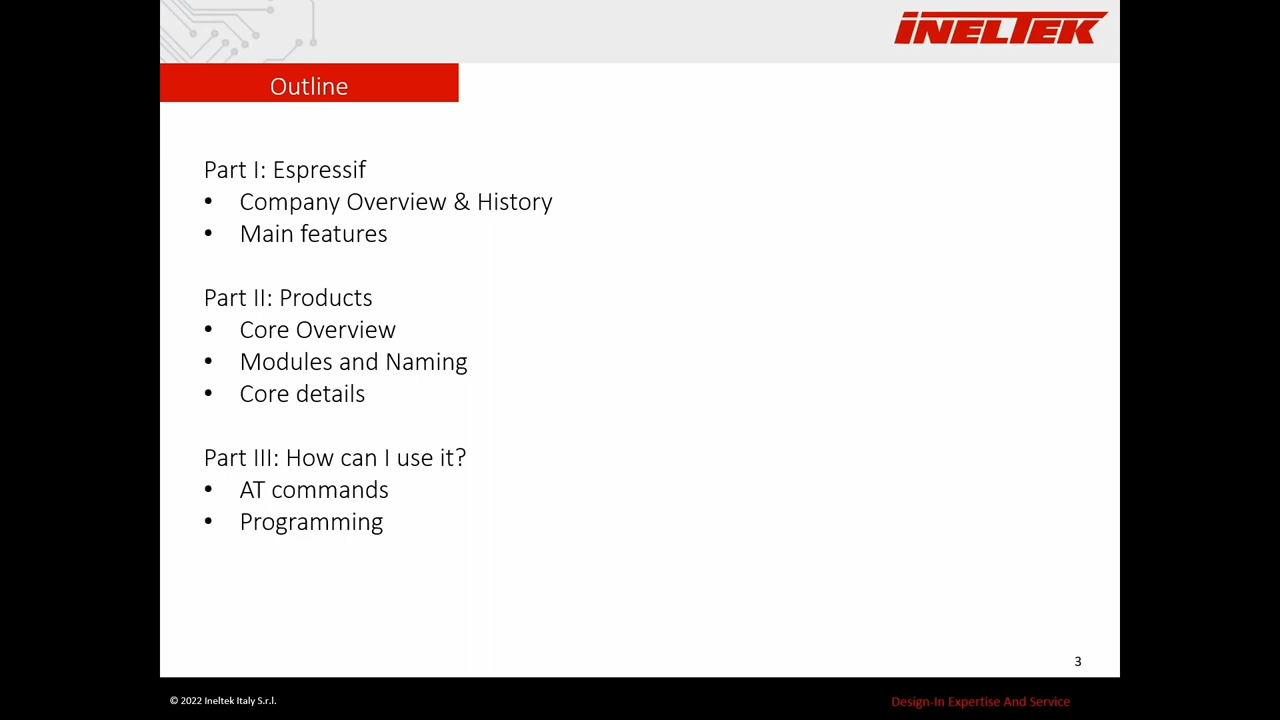 INELTEK
Outline
Part I: Espressif
• Company Overview & History
• Main features
Part II: Products
• Core Overview
• Modules and Naming
• Core details
Part III: How can I use it?
• AT commands
• Programming
3
© 2022 Ineltek Italy S.r.l.
Design-In Expertise And Service